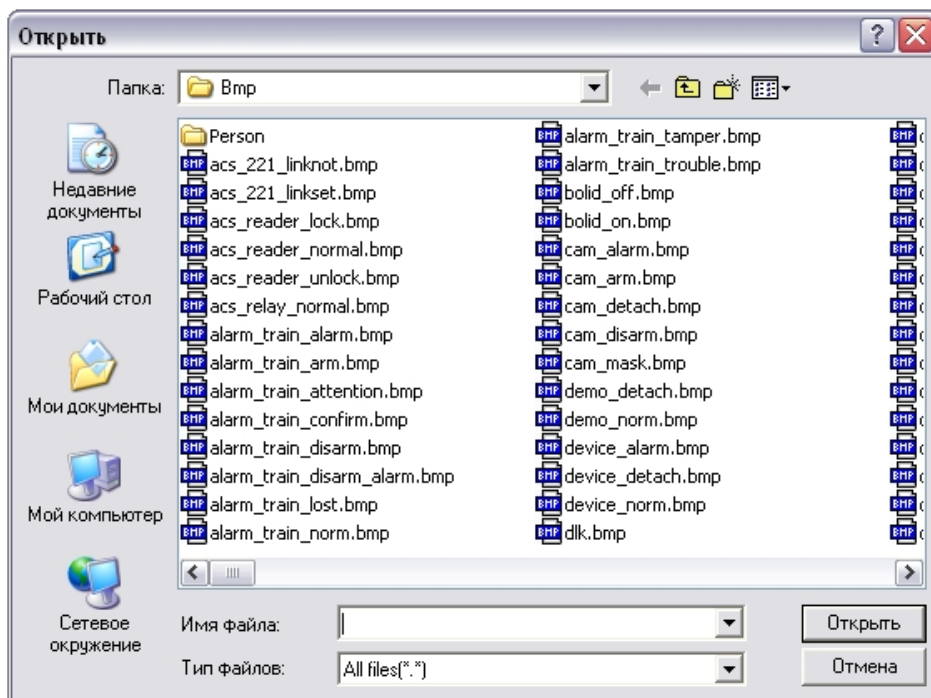 Открыть
Папка: Bmp
Недавние документы
Рабочий стол
Мои документы
Мой компьютер
Сетевое окружение
Person
acs_221_linknot.bmp
acs_221_linkset.bmp
acs_reader_lock.bmp
acs_reader_normal.bmp
acs_reader_unlock.bmp
acs_relay_normal.bmp
alarm_train_alarm.bmp
alarm_train_arm.bmp
alarm_train_attention.bmp
alarm_train_confirm.bmp
alarm_train_disarm.bmp
alarm_train_disarm_alarm.bmp
alarm_train_lost.bmp
alarm_train_norm.bmp
alarm_train_tamper.bmp
alarm_train_trouble.bmp
bolid_off.bmp
bolid_on.bmp
cam_alarm.bmp
cam_arm.bmp
cam_detach.bmp
cam_disarm.bmp
cam_mask.bmp
demo_detach.bmp
demo_norm.bmp
device_alarm.bmp
device_detach.bmp
device_norm.bmp
dlk.bmp
Имя файла:
Открыть
Тип файлов: All files(*.*)
Отмена